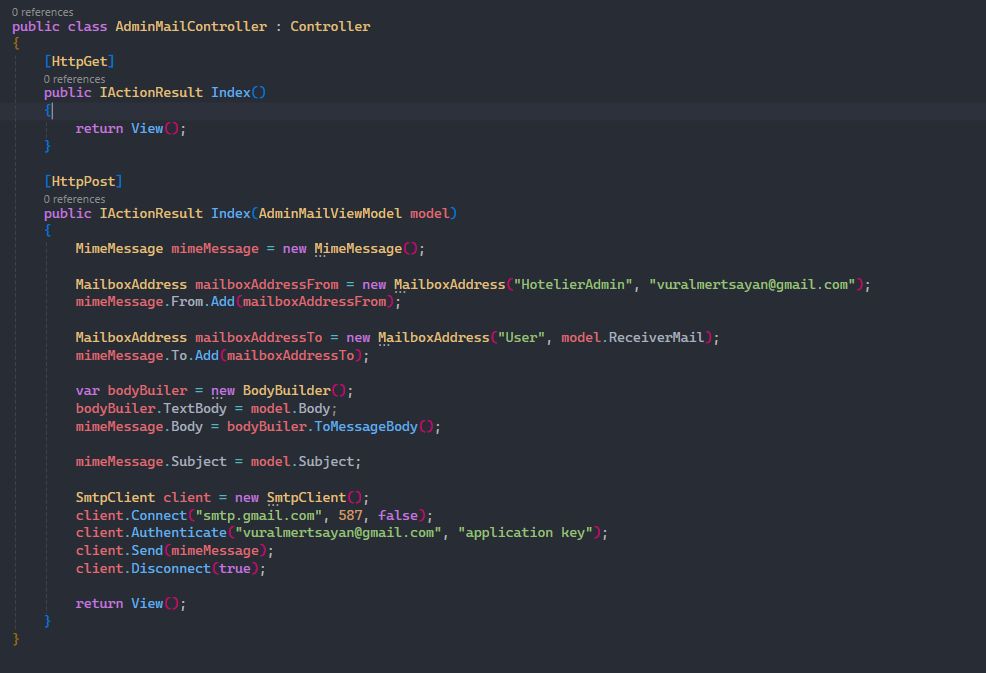 0 references
public class AdminMailController : Controller
{
[HttpGet]
0 references
public IActionResult Index()
{
return View();
}
[HttpPost]
0 references
public IActionResult Index(AdminMailViewModel model)
{
MimeMessage mimeMessage = new MimeMessage();
MailboxAddress mailboxAddressFrom = new MailboxAddress("HotelierAdmin", "vuralmertsayan@gmail.com");
mimeMessage.From.Add(mailboxAddressFrom);
MailboxAddress mailboxAddressTo = new MailboxAddress("User", model.ReceiverMail);
mimeMessage.To.Add(mailboxAddressTo);
var bodyBuiler = new BodyBuilder();
bodyBuiler.TextBody = model.Body;
mimeMessage.Body = bodyBuiler.ToMessageBody();
mimeMessage.Subject = model.Subject;
SmtpClient client = new SmtpClient();
client.Connect("smtp.gmail.com", 587, false);
client.Authenticate("vuralmertsayan@gmail.com", "application key");
client.Send(mimeMessage);
client.Disconnect(true);
return View();
}
}